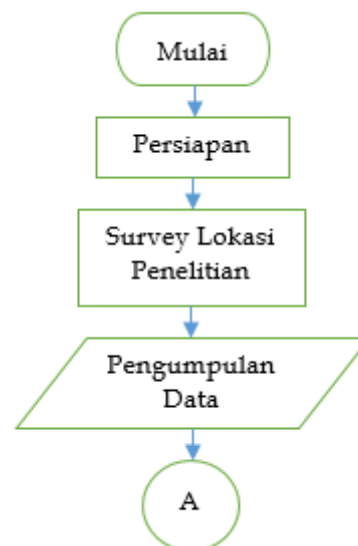 Mulai
Persiapan
Survey Lokasi
Penelitian
Pengumpulan
Data
A